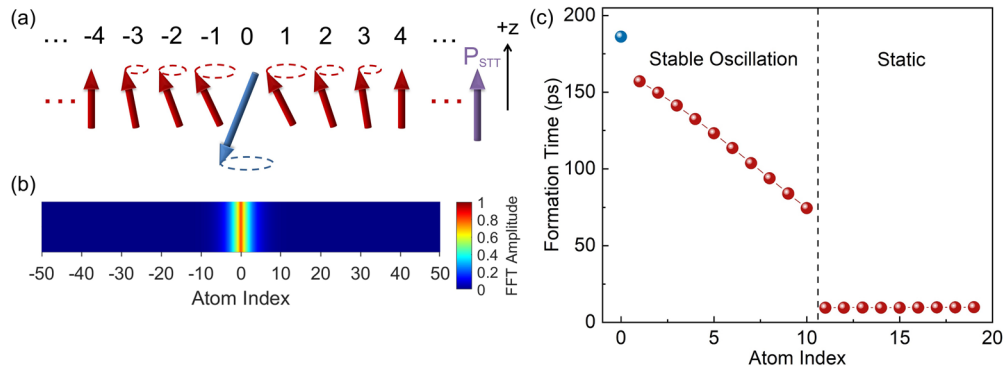 (a)
+z
... -4 -3 -2 -1 0 1 2 3 4 ...
P_STT
(b)
1
0.8
0.6
0.4
0.2
0
FFT Amplitude
-50 -40 -30 -20 -10 0 10 20 30 40 50
Atom Index
(c)
200
150
100
50
0
Formation Time (ps)
Stable Oscillation Static
0 5 10 15 20
Atom Index